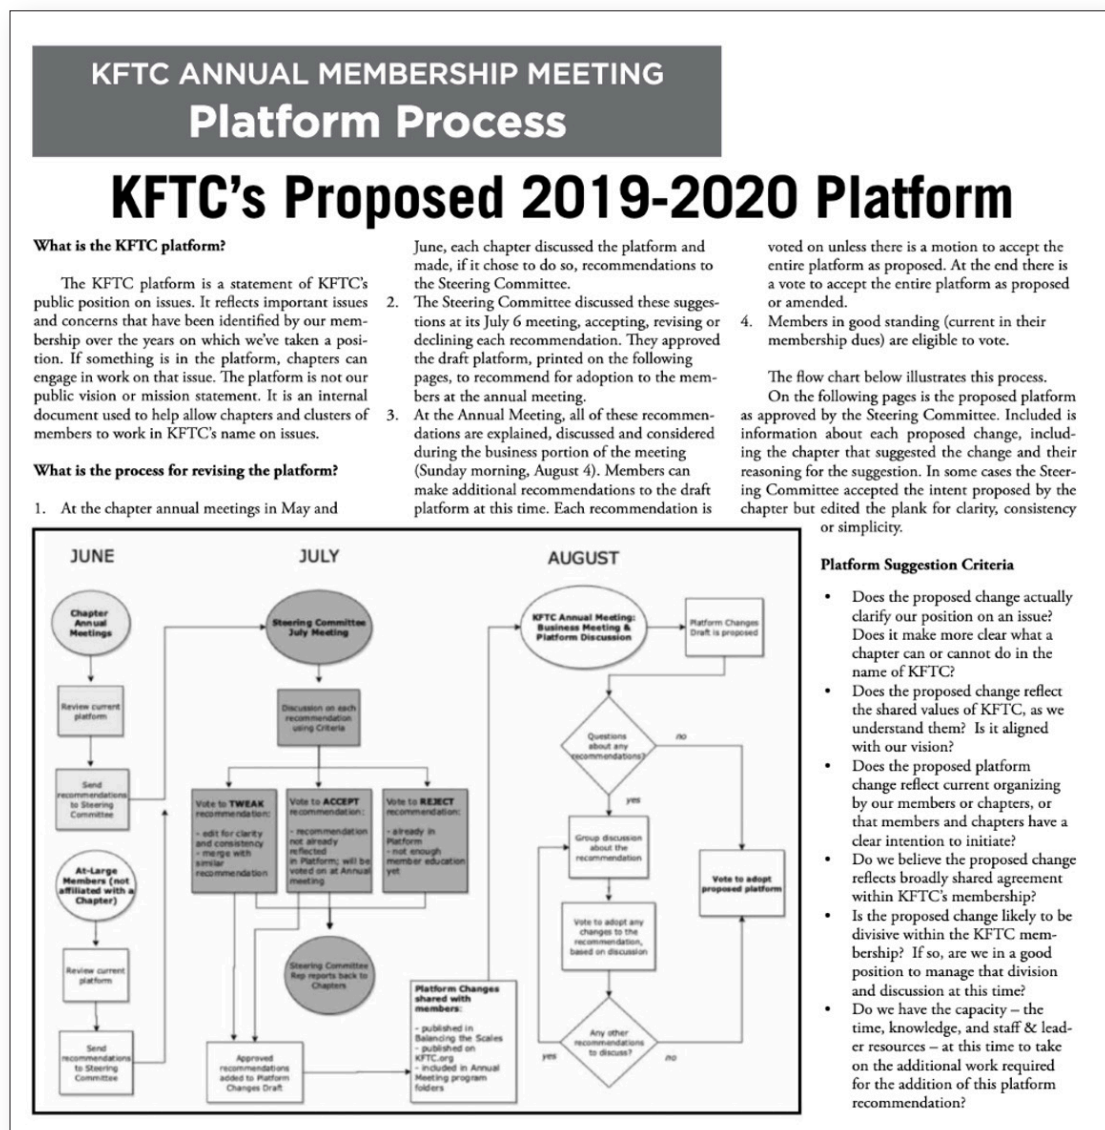 KFTC ANNUAL MEMBERSHIP MEETING
Platform Process
KFTC's Proposed 2019-2020 Platform
What is the KFTC platform?
The KFTC platform is a statement of KFTC's
public position on issues. It reflects important issues
and concerns that have been identified by our mem-
bership over the years on which we've taken a posi-
tion. If something is in the platform, chapters can
engage in work on that issue. The platform is not our
public vision or mission statement. It is an internal
document used to help allow chapters and clusters of
members to work in KFTC's name on issues.
What is the process for revising the platform?
1. At the chapter annual meetings in May and
June, each chapter discussed the platform and
made, if it chose to do so, recommendations to
the Steering Committee.
2. The Steering Committee discussed these sugges-
tions at its July 6 meeting, accepting, revising or
declining each recommendation. They approved
the draft platform, printed on the following
pages, to recommend for adoption to the mem-
bers at the annual meeting.
3. At the Annual Meeting, all of these recommen-
dations are explained, discussed and considered
during the business portion of the meeting
(Sunday morning, August 4). Members can
make additional recommendations to the draft
platform at this time. Each recommendation is
voted on unless there is a motion to accept the
entire platform as proposed. At the end there is
a vote to accept the entire platform as proposed
or amended.
4. Members in good standing (current in their
membership dues) are eligible to vote.
The flow chart below illustrates this process.
On the following pages is the proposed platform
as approved by the Steering Committee. Included is
information about each proposed change, includ-
ing the chapter that suggested the change and their
reasoning for the suggestion. In some cases the Steer-
ing Committee accepted the intent proposed by the
chapter but edited the plank for clarity, consistency
or simplicity.
Platform Suggestion Criteria
• Does the proposed change actually
clarify our position on an issue?
Does it make more clear what a
chapter can or cannot do in the
name of KFTC?
• Does the proposed change reflect
the shared values of KFTC, as we
understand them? Is it aligned
with our vision?
• Does the proposed platform
change reflect current organizing
by our members or chapters, or
that members and chapters have a
clear intention to initiate?
• Do we believe the proposed change
reflects broadly shared agreement
within KFTC's membership?
• Is the proposed change likely to be
divisive within the KFTC mem-
bership? If so, are we in a good
position to manage that division
and discussion at this time?
• Do we have the capacity – the
time, knowledge, and staff & lead-
er resources – at this time to take
on the additional work required
for the addition of this platform
recommendation?
JUNE
Chapter
Annual
Meetings
Review current
platform
Send
recommendations
to Steering
Committee
At-Large
Members (not
affiliated with a
Chapter)
Review current
platform
Send
recommendations
to Steering
Committee
JULY
Steering Committee
July Meeting
Discussion on each
recommendation
using Criteria
Vote to TWEAK
recommendation:
- edit for clarity
and consistency
- merge with
similar
recommendation
Vote to ACCEPT
recommendation:
- recommendation
not already
reflected
in Platform; will be
voted on at Annual
meeting
Vote to REJECT
recommendation:
- already in
Platform
- not enough
member education
yet
Steering Committee
Rep reports back to
Chapters
Approved
recommendations
added to Platform
Changes Draft
Platform Changes
shared with
members:
- published in
Balancing the Scales
- published on
KFTC.org
- included in Annual
Meeting program
folders
AUGUST
KFTC Annual Meeting:
Business Meeting &
Platform Discussion
Platform Changes
Draft is proposed
Questions
about any
recommendations?
no
yes
Group discussion
about the
recommendation
Vote to adopt any
changes to the
recommendation,
based on discussion
Any other
recommendations
to discuss?
yes
no
Vote to adopt
proposed platform